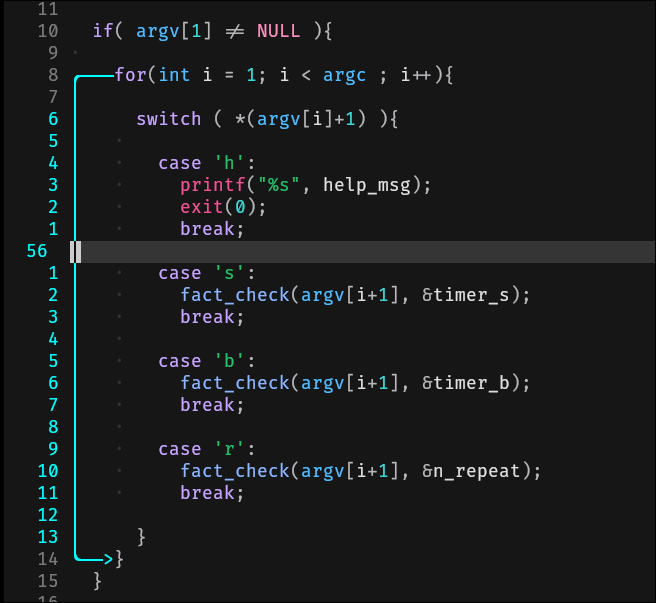 11
10 if( argv[1] ≠ NULL ){
9
8 for(int i = 1; i < argc ; i++){
7
6 switch ( *(argv[i]+1) ){
5
4 case 'h':
3 printf("%s", help_msg);
2 exit(0);
1 break;
56
1 case 's':
2 fact_check(argv[i+1], &timer_s);
3 break;
4
5 case 'b':
6 fact_check(argv[i+1], &timer_b);
7 break;
8
9 case 'r':
10 fact_check(argv[i+1], &n_repeat);
11 break;
12
13 }
14 >}
15 }
16